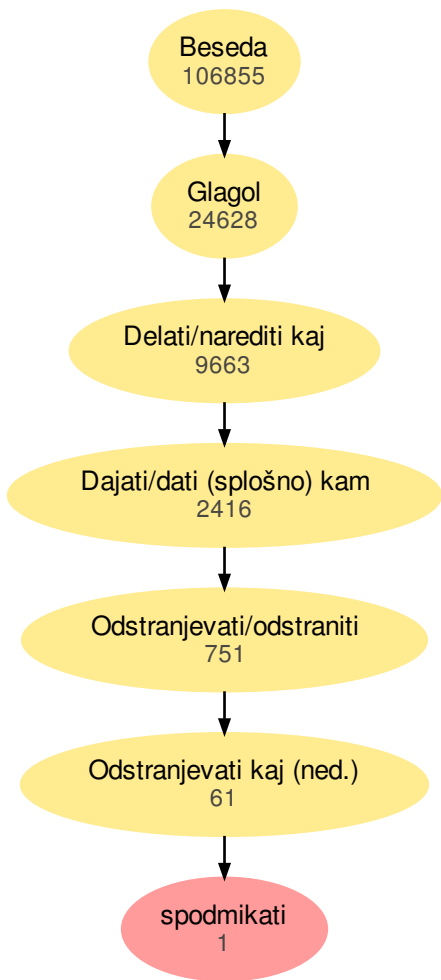 Beseda
106855
Glagol
24628
Delati/narediti kaj
9663
Dajati/dati (splošno) kam
2416
Odstranjevati/odstraniti
751
Odstranjevati kaj (ned.)
61
spodmikati
1